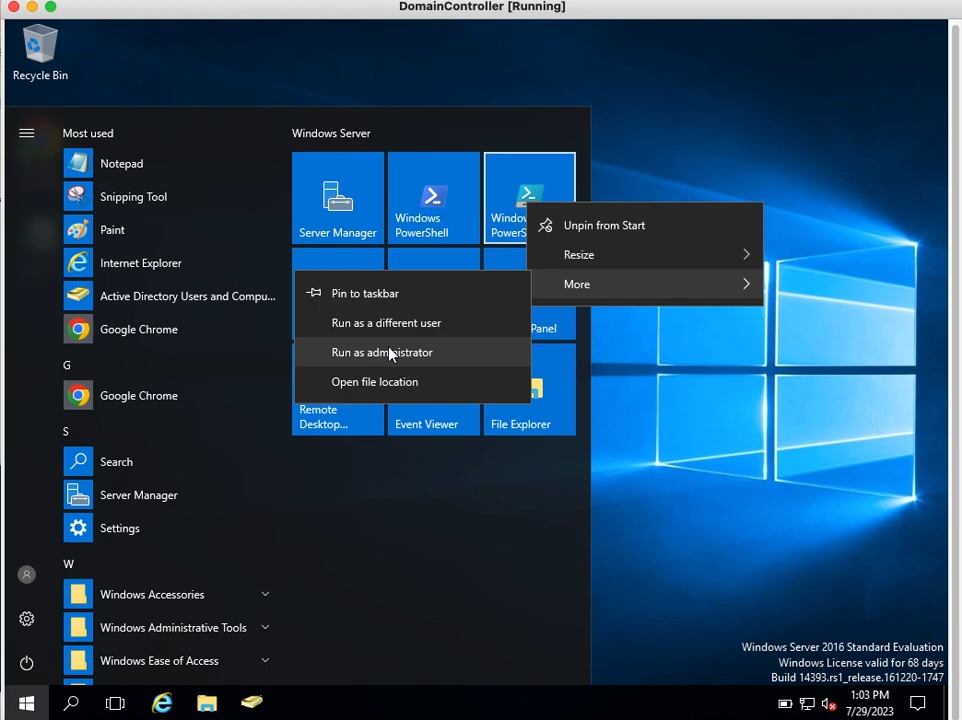 DomainController [Running]
Recycle Bin
Most used
Notepad
Snipping Tool
Paint
Internet Explorer
Active Directory Users and Compu...
Google Chrome
G
Google Chrome
S
Search
Server Manager
Settings
W
Windows Accessories
Windows Administrative Tools
Windows Ease of Access
Windows Server
Server Manager
Windows
PowerShell
Unpin from Start
Resize
More
Pin to taskbar
Run as a different user
Run as administrator
Open file location
Panel
Remote
Desktop...
Event Viewer
File Explorer
Windows Server 2016 Standard Evaluation
Windows License valid for 68 days
Build 14393.rs1_release.161220-1747
1:03 PM
7/29/2023